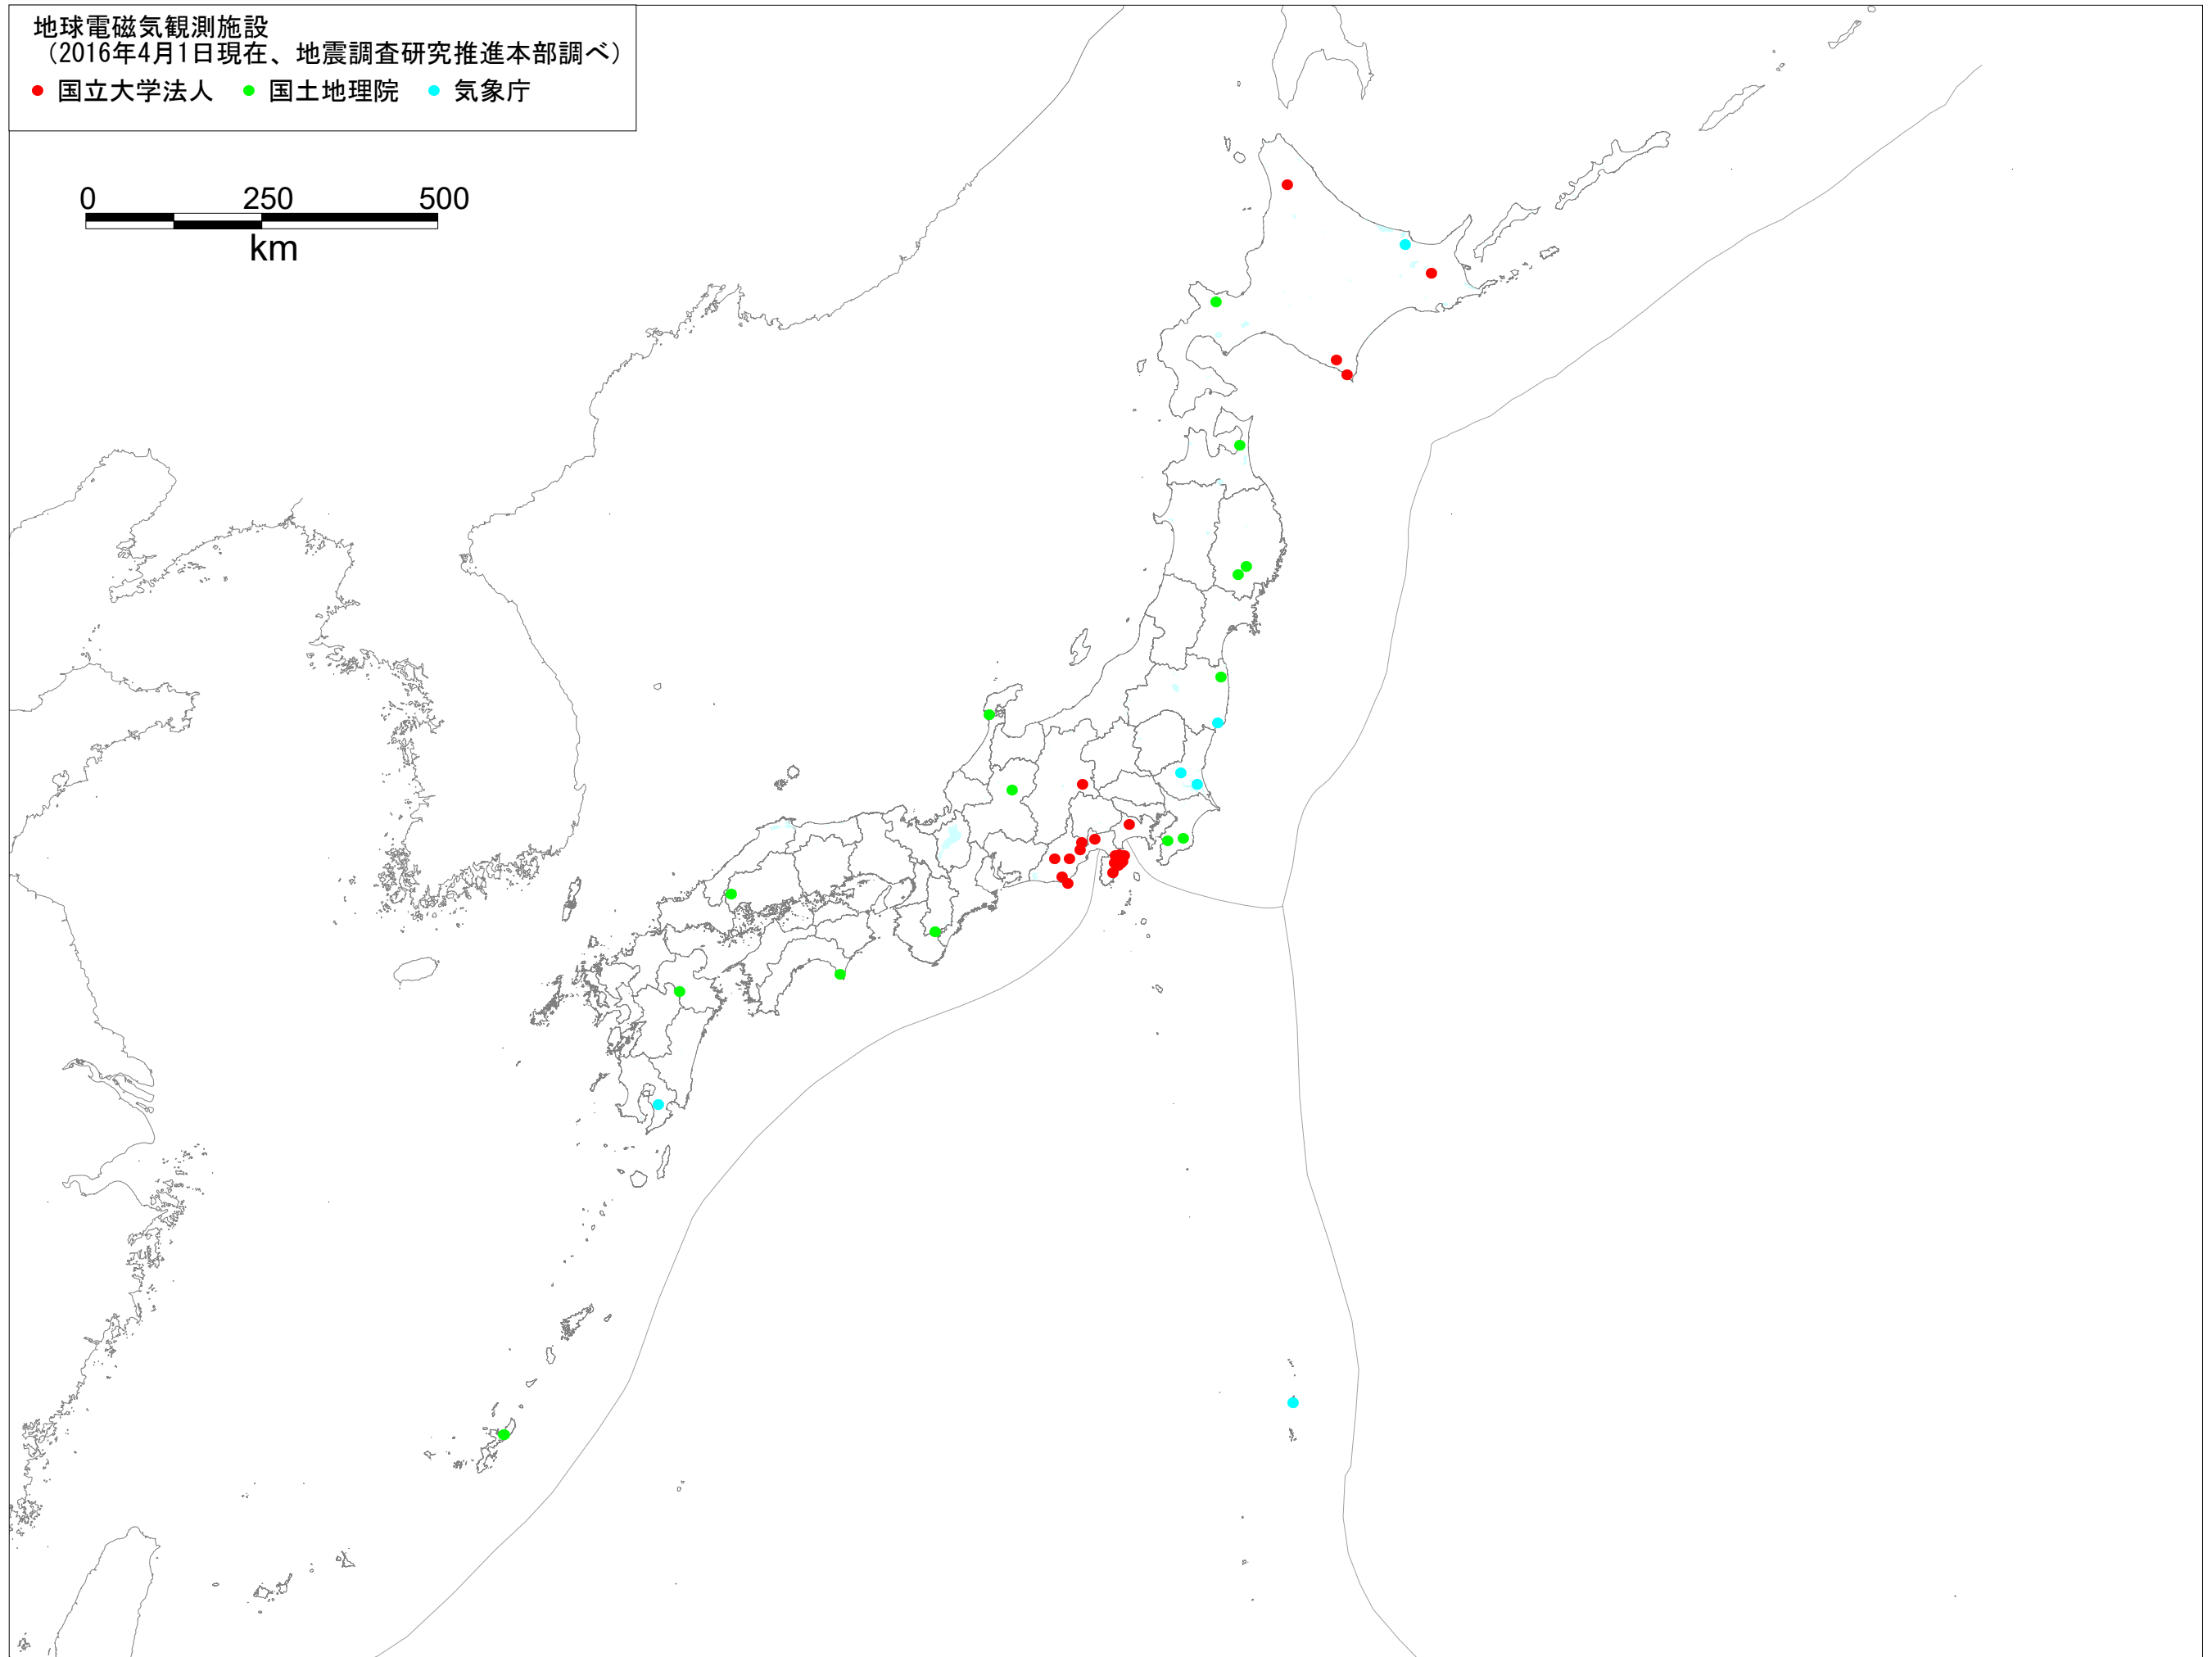 地球電磁気観測施設
（2016年4月1日現在、地震調査研究推進本部調べ）
国立大学法人 国土地理院 気象庁
0 250 500
km